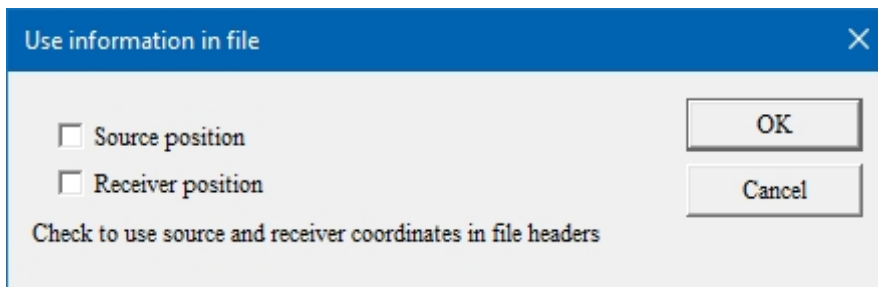 Use information in file
Source position
OK
Receiver position
Cancel
Check to use source and receiver coordinates in file headers